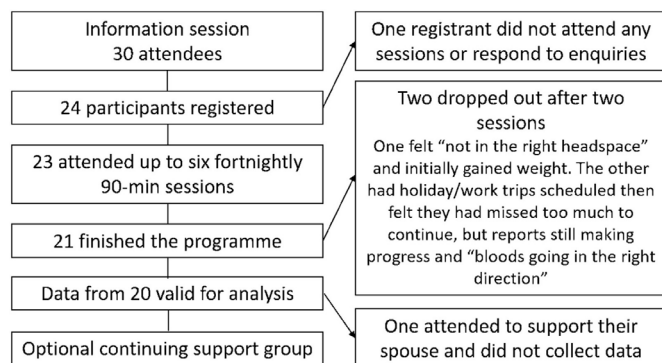 Information session
30 attendees
24 participants registered
23 attended up to six fortnightly
90-min sessions
21 finished the programme
Data from 20 valid for analysis
Optional continuing support group
One registrant did not attend any
sessions or respond to enquiries
Two dropped out after two
sessions
One felt “not in the right headspace”
and initially gained weight. The other
had holiday/work trips scheduled then
felt they had missed too much to
continue, but reports still making
progress and “bloods going in the right
direction”
One attended to support their
spouse and did not collect data